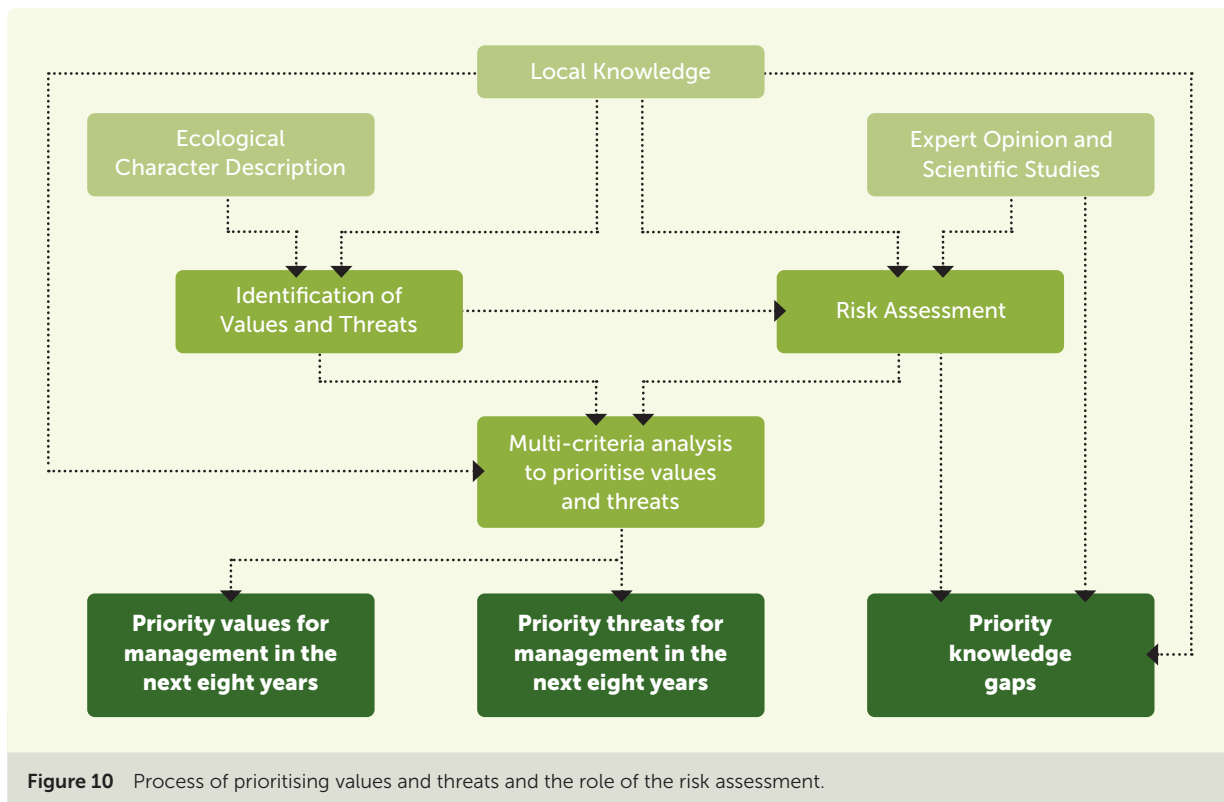 Local Knowledge
Ecological
Character Description
Expert Opinion and
Scientific Studies
Identification of
Values and Threats
Risk Assessment
Multi-criteria analysis
to prioritise values
and threats
Priority values for
management in the
next eight years
Priority threats for
management in the
next eight years
Priority
knowledge
gaps
Figure 10 Process of prioritising values and threats and the role of the risk assessment.